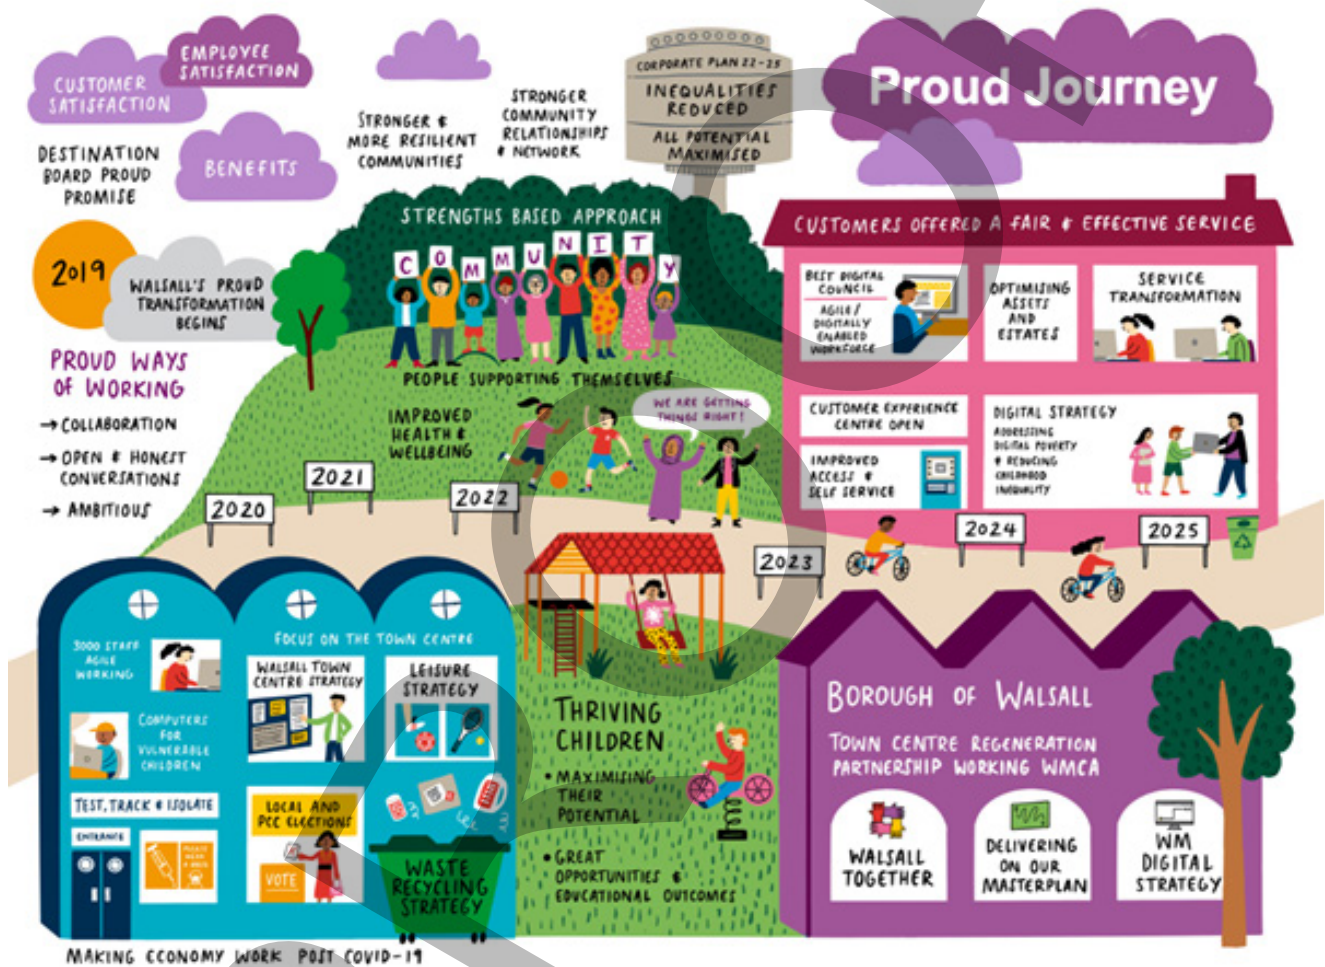 CUSTOMER
SATISFACTION
EMPLOYEE
SATISFACTION
BENEFITS
DESTINATION
BOARD PROUD
PROMISE
STRONGER &
MORE RESILIENT
COMMUNITIES
STRONGER
COMMUNITY
RELATIONSHIPS
& NETWORK
CORPORATE PLAN 22-25
INEQUALITIES
REDUCED
ALL POTENTIAL
MAXIMISED
Proud Journey
2019
WALSALL'S PROUD
TRANSFORMATION
BEGINS
PROUD WAYS
OF WORKING
→ COLLABORATION
→ OPEN & HONEST
CONVERSATIONS
→ AMBITIOUS
STRENGTHS BASED APPROACH
COMMUNITY
PEOPLE SUPPORTING THEMSELVES
IMPROVED
HEALTH &
WELLBEING
WE ARE GETTING
THINGS RIGHT!
CUSTOMERS OFFERED A FAIR & EFFECTIVE SERVICE
BEST DIGITAL
COUNCIL
AGILE/
DIGITALLY
ENABLED
WORKFORCE
OPTIMISING
ASSETS
AND
ESTATES
SERVICE
TRANSFORMATION
CUSTOMER EXPERIENCE
CENTRE OPEN
IMPROVED
ACCESS &
SELF SERVICE
DIGITAL STRATEGY
ADDRESSING
DIGITAL POVERTY
& REDUCING
CHILDHOOD
INEQUALITY
2020
2021
2022
2023
2024
2025
3000 STAFF
AGILE
WORKING
COMPUTERS
FOR
VULNERABLE
CHILDREN
TEST, TRACK & ISOLATE
ENTRANCE
FOCUS ON THE TOWN CENTRE
WALSALL TOWN
CENTRE STRATEGY
LEISURE
STRATEGY
LOCAL AND
PCC ELECTIONS
VOTE
WASTE
RECYCLING
STRATEGY
MAKING ECONOMY WORK POST COVID-19
THRIVING
CHILDREN
• MAXIMISING
THEIR
POTENTIAL
• GREAT
OPPORTUNITIES &
EDUCATIONAL OUTCOMES
BOROUGH OF WALSALL
TOWN CENTRE REGENERATION
PARTNERSHIP WORKING WMCA
WALSALL
TOGETHER
DELIVERING
ON OUR
MASTERPLAN
WM
DIGITAL
STRATEGY